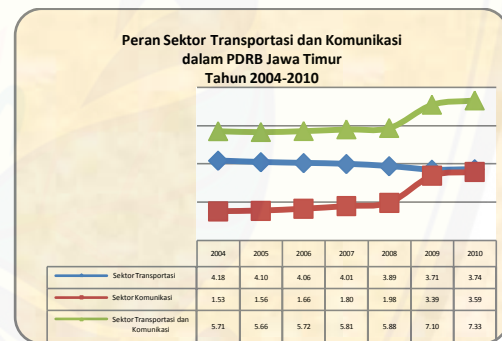 Peran Sektor Transportasi dan Komunikasi
dalam PDRB Jawa Timur
Tahun 2004-2010
2004 2005 2006 2007 2008 2009 2010
Sektor Transportasi 4.18 4.10 4.06 4.01 3.89 3.71 3.74
Sektor Komunikasi 1.53 1.56 1.66 1.80 1.98 3.39 3.59
Sektor Transportasi dan
Komunikasi 5.71 5.66 5.72 5.81 5.88 7.10 7.33